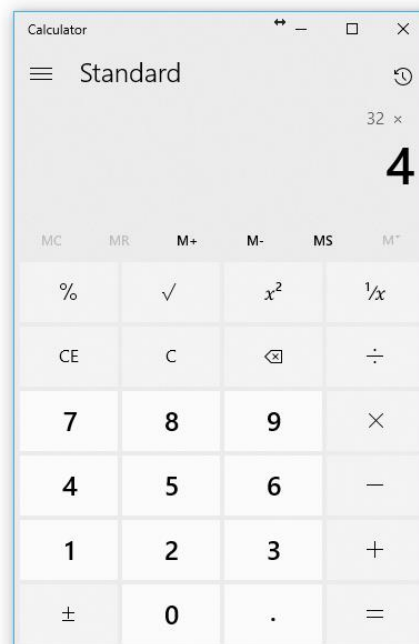 Calculator
Standard
32 ×
4
MC MR M+ M- MS M˅
% √ x² ¹/x
CE C ÷
7 8 9 ×
4 5 6 −
1 2 3 +
± 0 . =